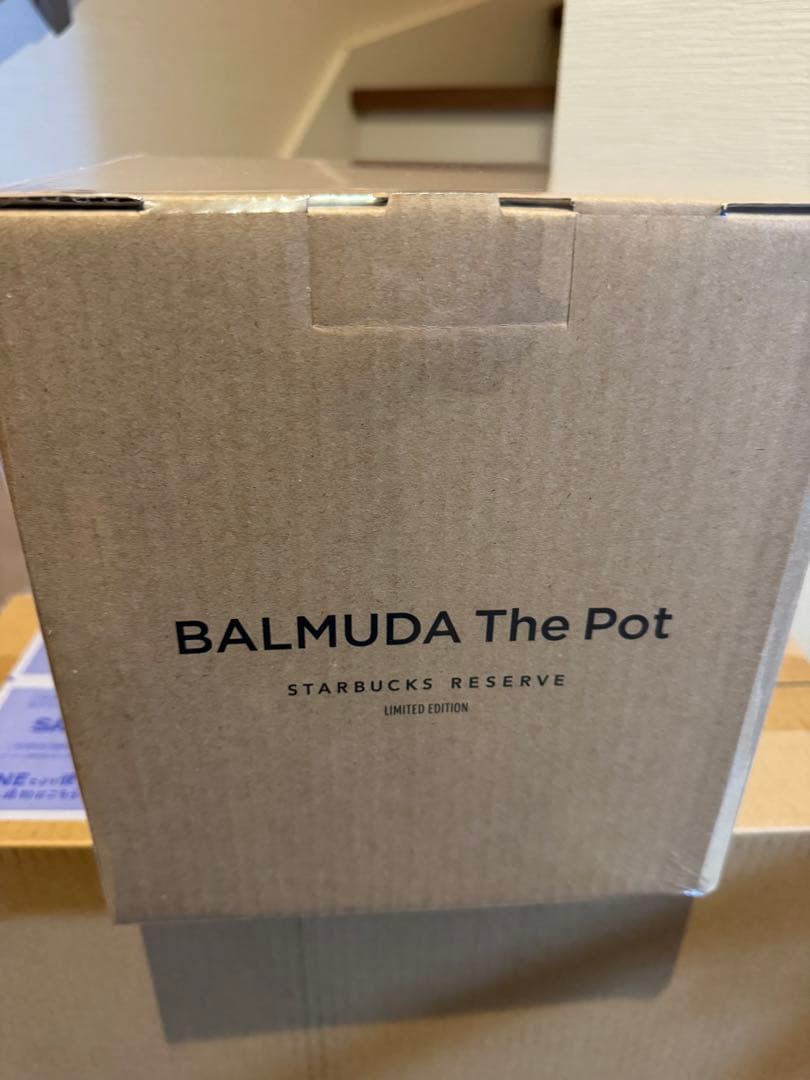 BALMUDA The Pot
STARBUCKS RESERVE
LIMITED EDITION